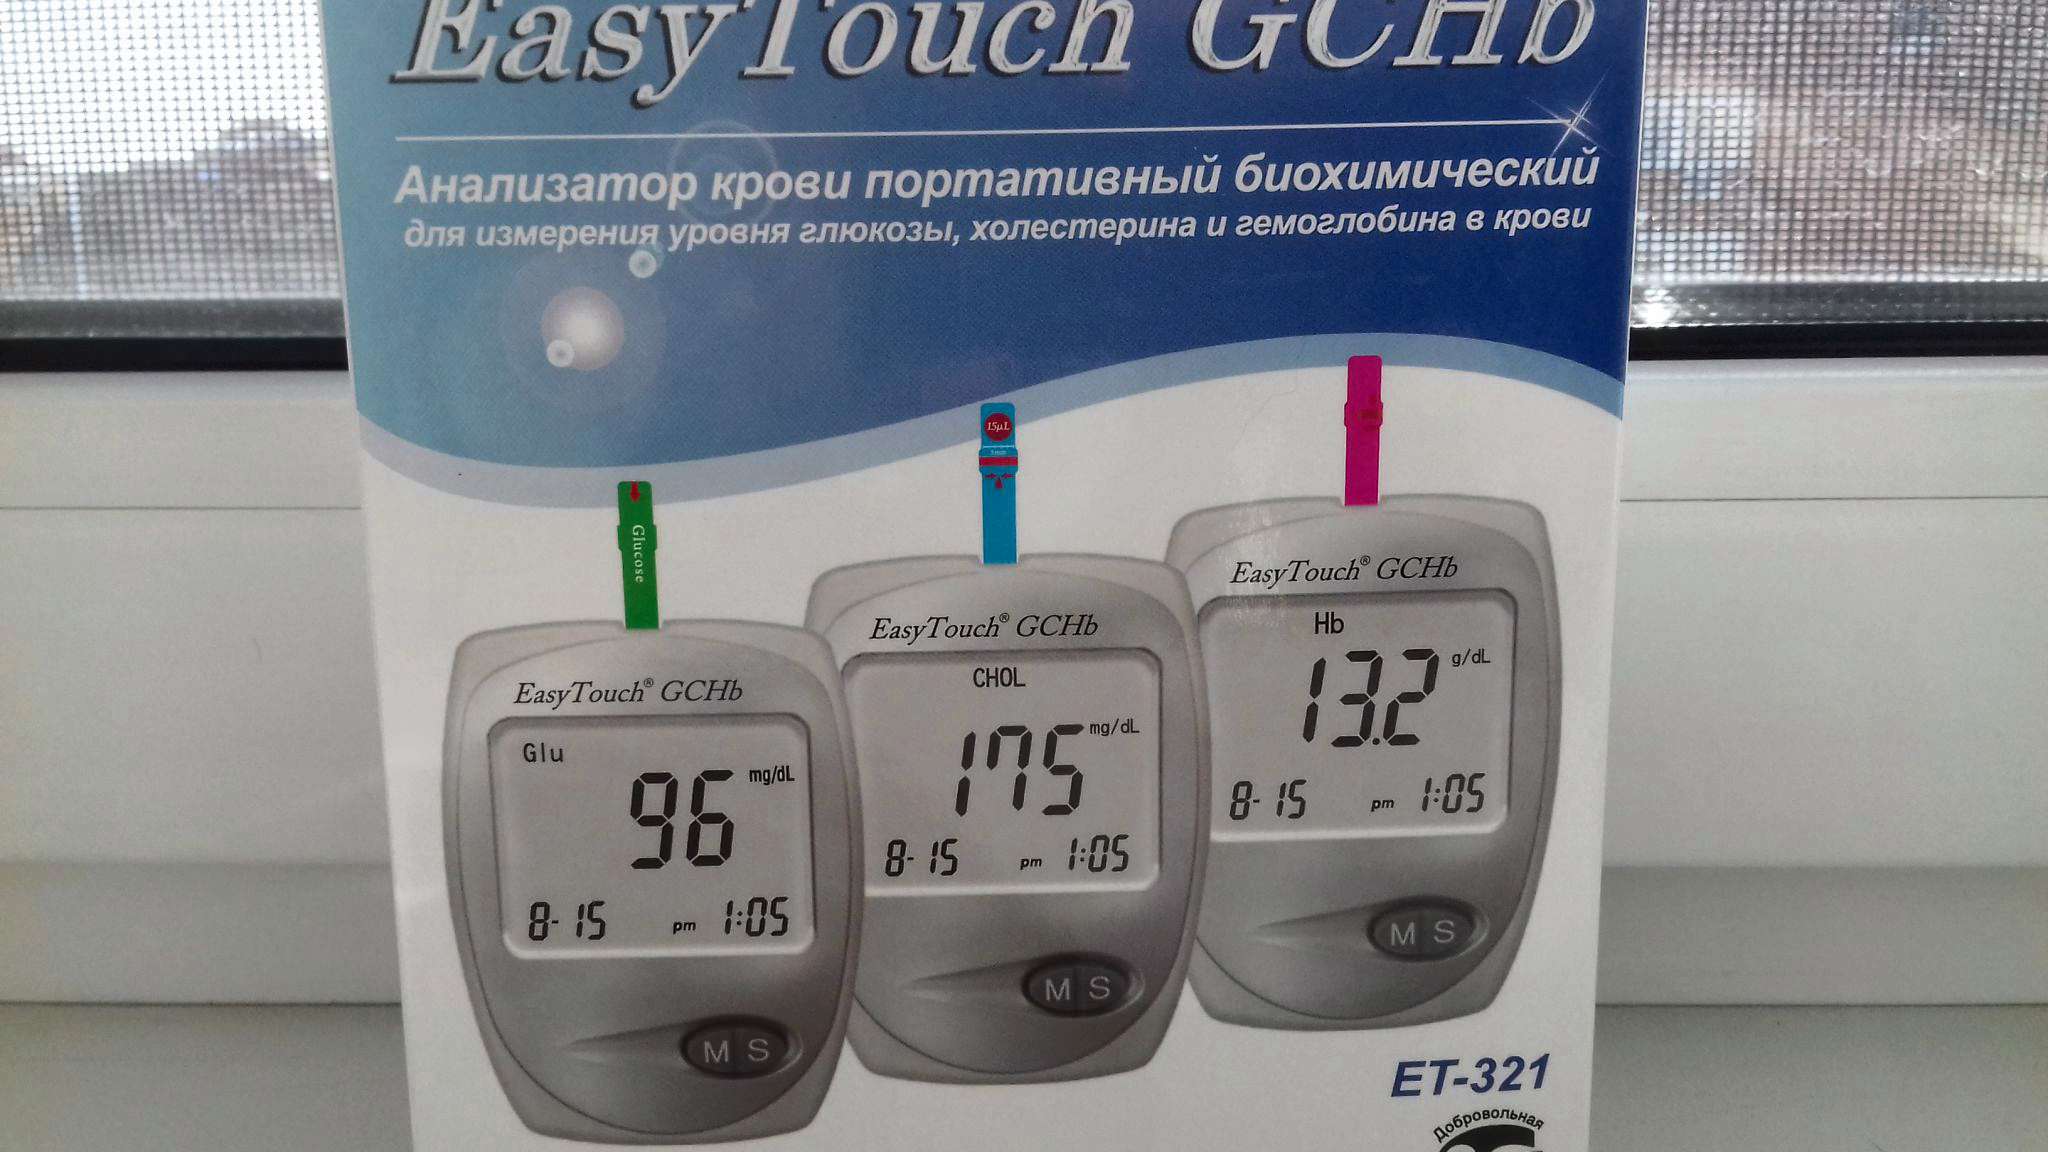 EasyTouch GCHb
Анализатор крови портативный биохимический
для измерения уровня глюкозы, холестерина и гемоглобина в крови
Glucose
EasyTouch® GCHb
Glu
96 mg/dL
8-15 pm 1:05
M S
15µL
EasyTouch® GCHb
CHOL
175 mg/dL
8-15 pm 1:05
M S
EasyTouch® GCHb
Hb
13.2 g/dL
8-15 pm 1:05
M S
ET-321
Добровольная